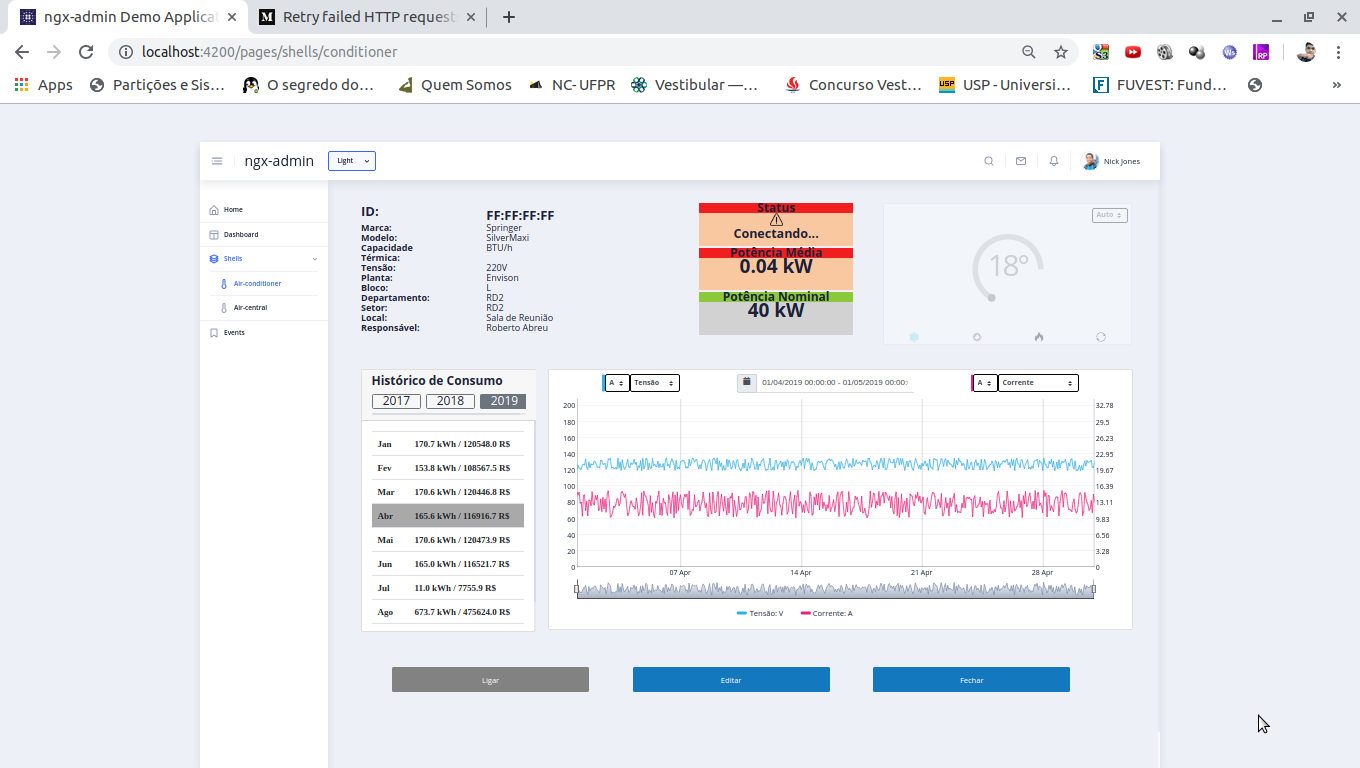 ngx-admin Demo Applica
Retry failed HTTP request
localhost:4200/pages/shells/conditioner
Apps
Partições e Sis…
O segredo do…
Quem Somos
NC- UFPR
Vestibular —…
Concurso Vest…
USP - Universi…
FUVEST: Fund…
ngx-admin
Light
Nick Jones
Home
Dashboard
Shells
Air-conditioner
Air-central
Events
ID: FF:FF:FF:FF
Marca: Springer
Modelo: SilverMaxi
Capacidade BTU/h
Térmica:
Tensão: 220V
Planta: Envison
Bloco: L
Departamento: RD2
Setor: RD2
Local: Sala de Reunião
Responsável: Roberto Abreu
Status
Conectando...
Potência Média
0.04 kW
Potência Nominal
40 kW
Auto
18°
Histórico de Consumo
2017 2018 2019
Jan 170.7 kWh / 120548.0 R$
Fev 153.8 kWh / 108567.5 R$
Mar 170.6 kWh / 120446.8 R$
Abr 165.6 kWh / 116916.7 R$
Mai 170.6 kWh / 120473.9 R$
Jun 165.0 kWh / 116521.7 R$
Jul 11.0 kWh / 7755.9 R$
Ago 673.7 kWh / 475624.0 R$
A Tensão
01/04/2019 00:00:00 - 01/05/2019 00:00:
A Corrente
200 32.78
180 29.5
160 26.23
140 22.95
120 19.67
100 16.39
80 13.11
60 9.83
40 6.56
20 3.28
0 0
07 Apr 14 Apr 21 Apr 28 Apr
Tensão: V Corrente: A
Ligar
Editar
Fechar